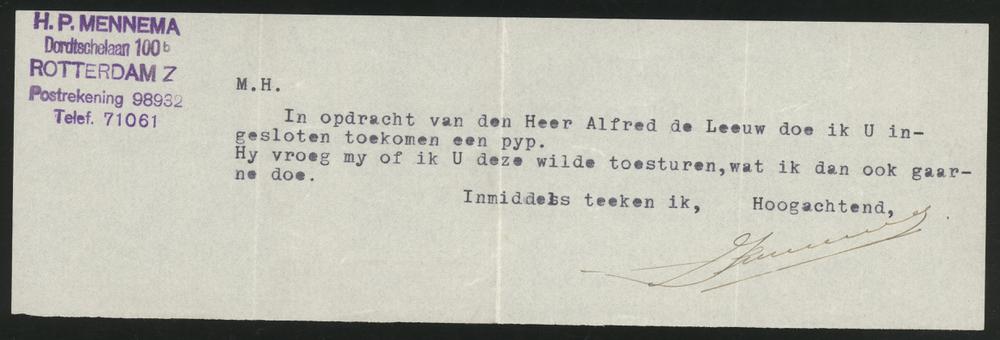 H. P. MENNEMA
Dordtschelaan 100b
ROTTERDAM Z
Postrekening 98932
Telef. 71061
M.H.
In opdracht van den Heer Alfred de Leeuw doe ik U in-
gesloten toekomen een pyp.
Hy vroeg my of ik U deze wilde toesturen,wat ik dan ook gaar-
ne doe.
Inmiddels teeken ik, Hoogachtend,